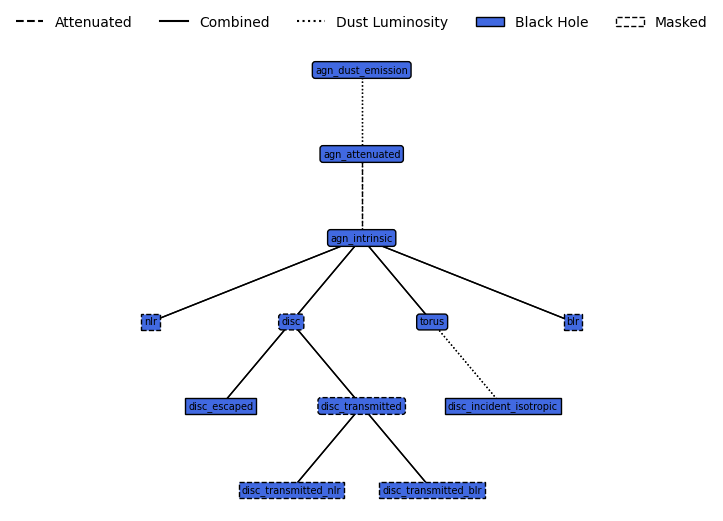 Attenuated Combined Dust Luminosity Black Hole Masked
agn_dust_emission
agn_attenuated
agn_intrinsic
nlr disc torus blr
disc_escaped disc_transmitted disc_incident_isotropic
disc_transmitted_nlr disc_transmitted_blr